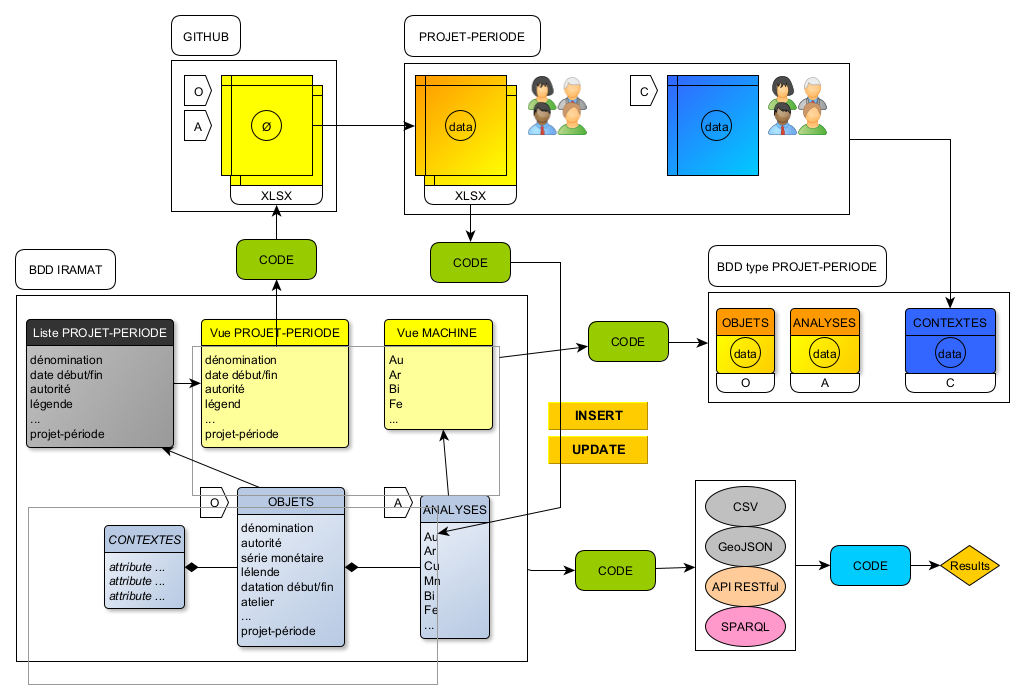 GITHUB
PROJET-PERIODE
O
A
Ø
XLSX
data
XLSX
C
data
CODE
CODE
BDD IRAMAT
BDD type PROJET-PERIODE
Liste PROJET-PERIODE
dénomination
date début/fin
autorité
légende
...
projet-période
Vue PROJET-PERIODE
dénomination
date début/fin
autorité
légend
...
projet-période
Vue MACHINE
Au
Ar
Bi
Fe
...
CODE
OBJETS
data
O
ANALYSES
data
A
CONTEXTES
data
C
INSERT
UPDATE
O
OBJETS
dénomination
autorité
série monétaire
lélende
datation début/fin
atelier
...
projet-période
A
ANALYSES
Au
Ar
Cu
Mn
Bi
Fe
...
CONTEXTES
attribute ...
attribute ...
attribute ...
CODE
CSV
GeoJSON
API RESTful
SPARQL
CODE
Results